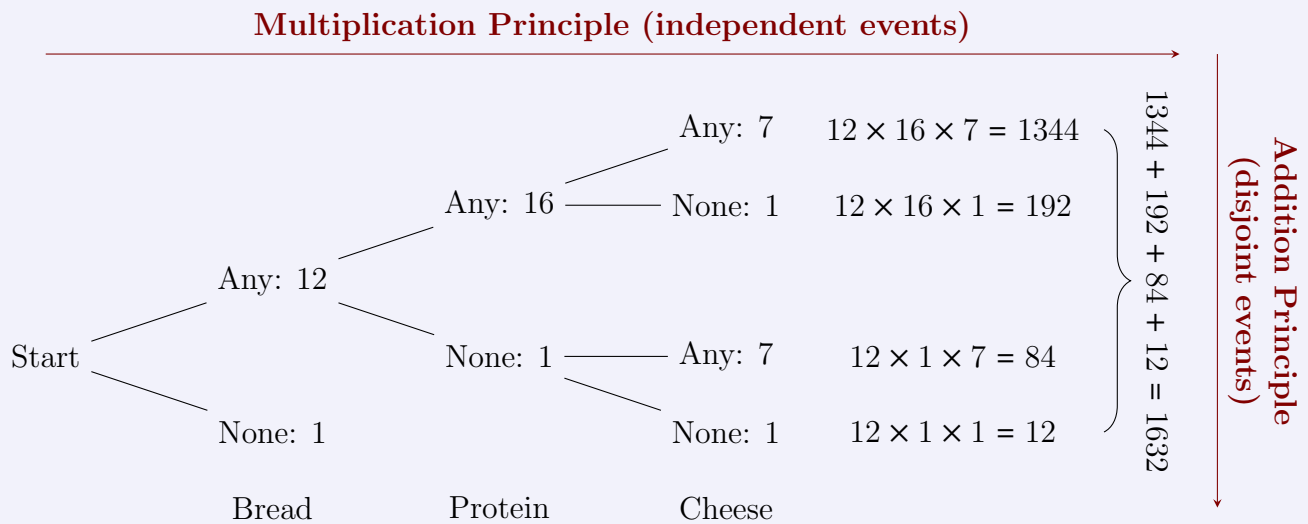 Multiplication Principle (independent events)
Any: 7 12 × 16 × 7 = 1344
Any: 16 None: 1 12 × 16 × 1 = 192
Any: 12
Start None: 1 Any: 7 12 × 1 × 7 = 84
None: 1 None: 1 12 × 1 × 1 = 12
Bread Protein Cheese
1344 + 192 + 84 + 12 = 1632
Addition Principle
(disjoint events)